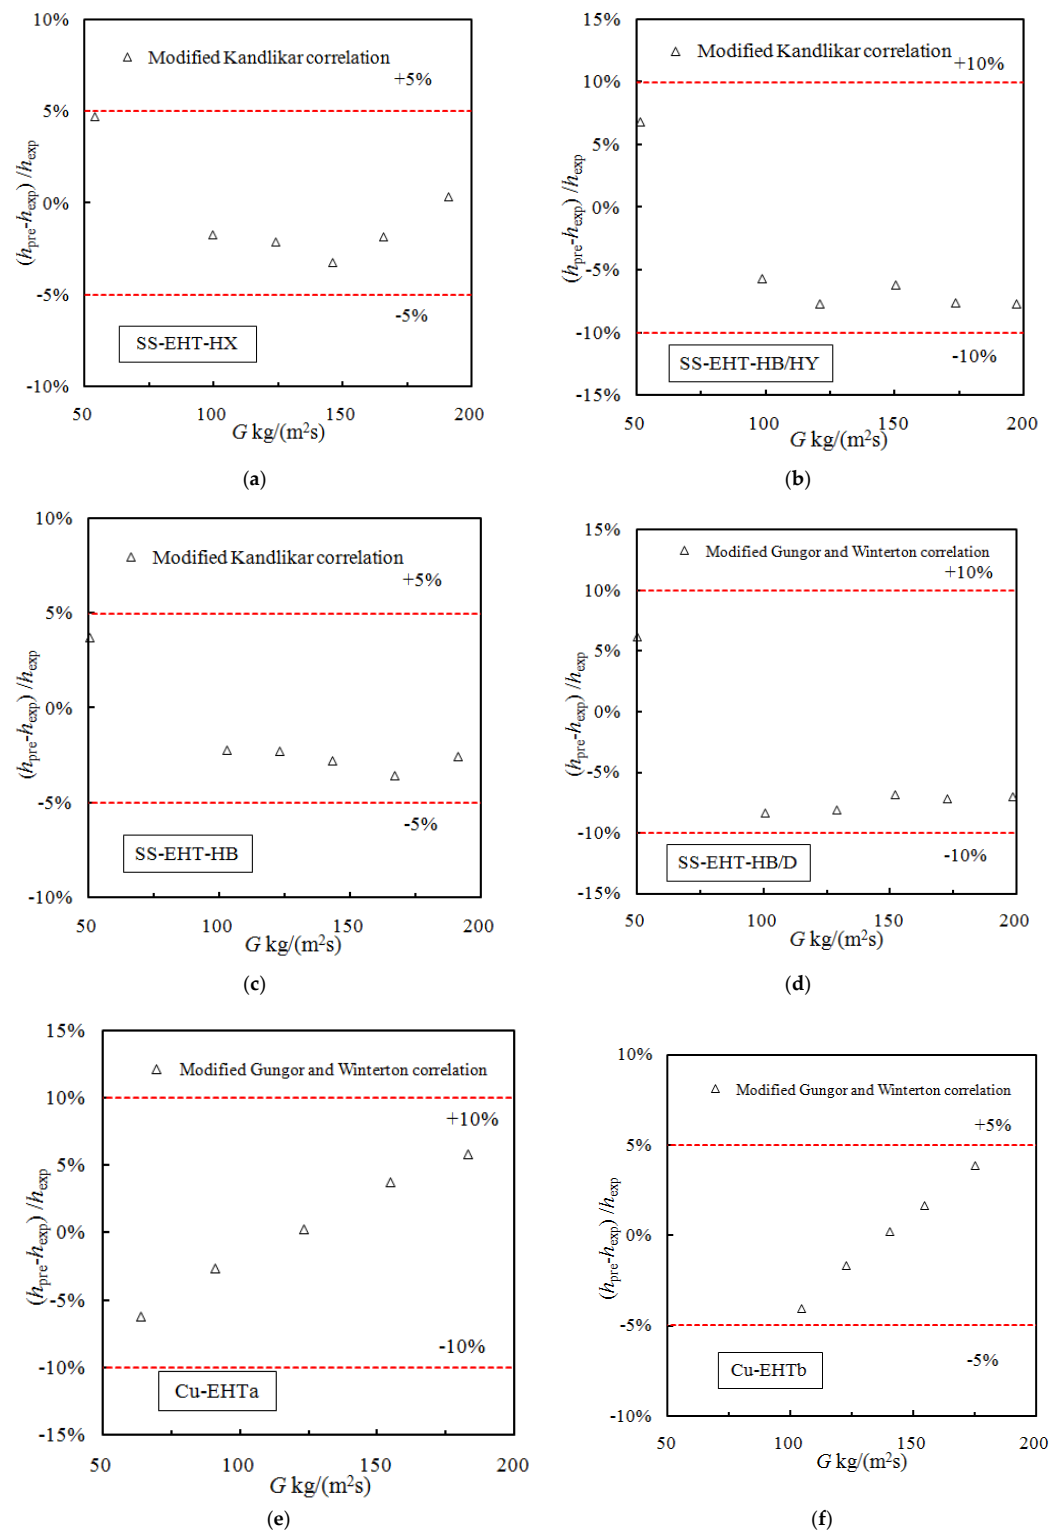 10%
Modified Kandlikar correlation
+5%
5%
0%
-5%
-5%
SS-EHT-HX
-10%
50
100
150
200
G kg/(m²s)
(hpre-hexp) /hexp
(a)
15%
Modified Kandlikar correlation
+10%
10%
5%
0%
-5%
-10%
-10%
SS-EHT-HB/HY
-15%
50
100
150
200
G kg/(m²s)
(hpre-hexp) /hexp
(b)
10%
Modified Kandlikar correlation
+5%
5%
0%
-5%
-5%
SS-EHT-HB
-10%
50
100
150
200
G kg/(m²s)
(hpre-hexp) /hexp
(c)
15%
Modified Gungor and Winterton correlation
+10%
10%
5%
0%
-5%
-10%
-10%
SS-EHT-HB/D
-15%
50
100
150
200
G kg/(m²s)
(hpre-hexp) /hexp
(d)
15%
Modified Gungor and Winterton correlation
10%
+10%
5%
0%
-5%
-10%
-10%
Cu-EHTa
-15%
50
100
150
200
G kg/(m²s)
(hpre-hexp) /hexp
(e)
10%
Modified Gungor and Winterton correlation
+5%
5%
0%
-5%
-5%
Cu-EHTb
-10%
50
100
150
200
G kg/(m²s)
(hpre-hexp) /hexp
(f)